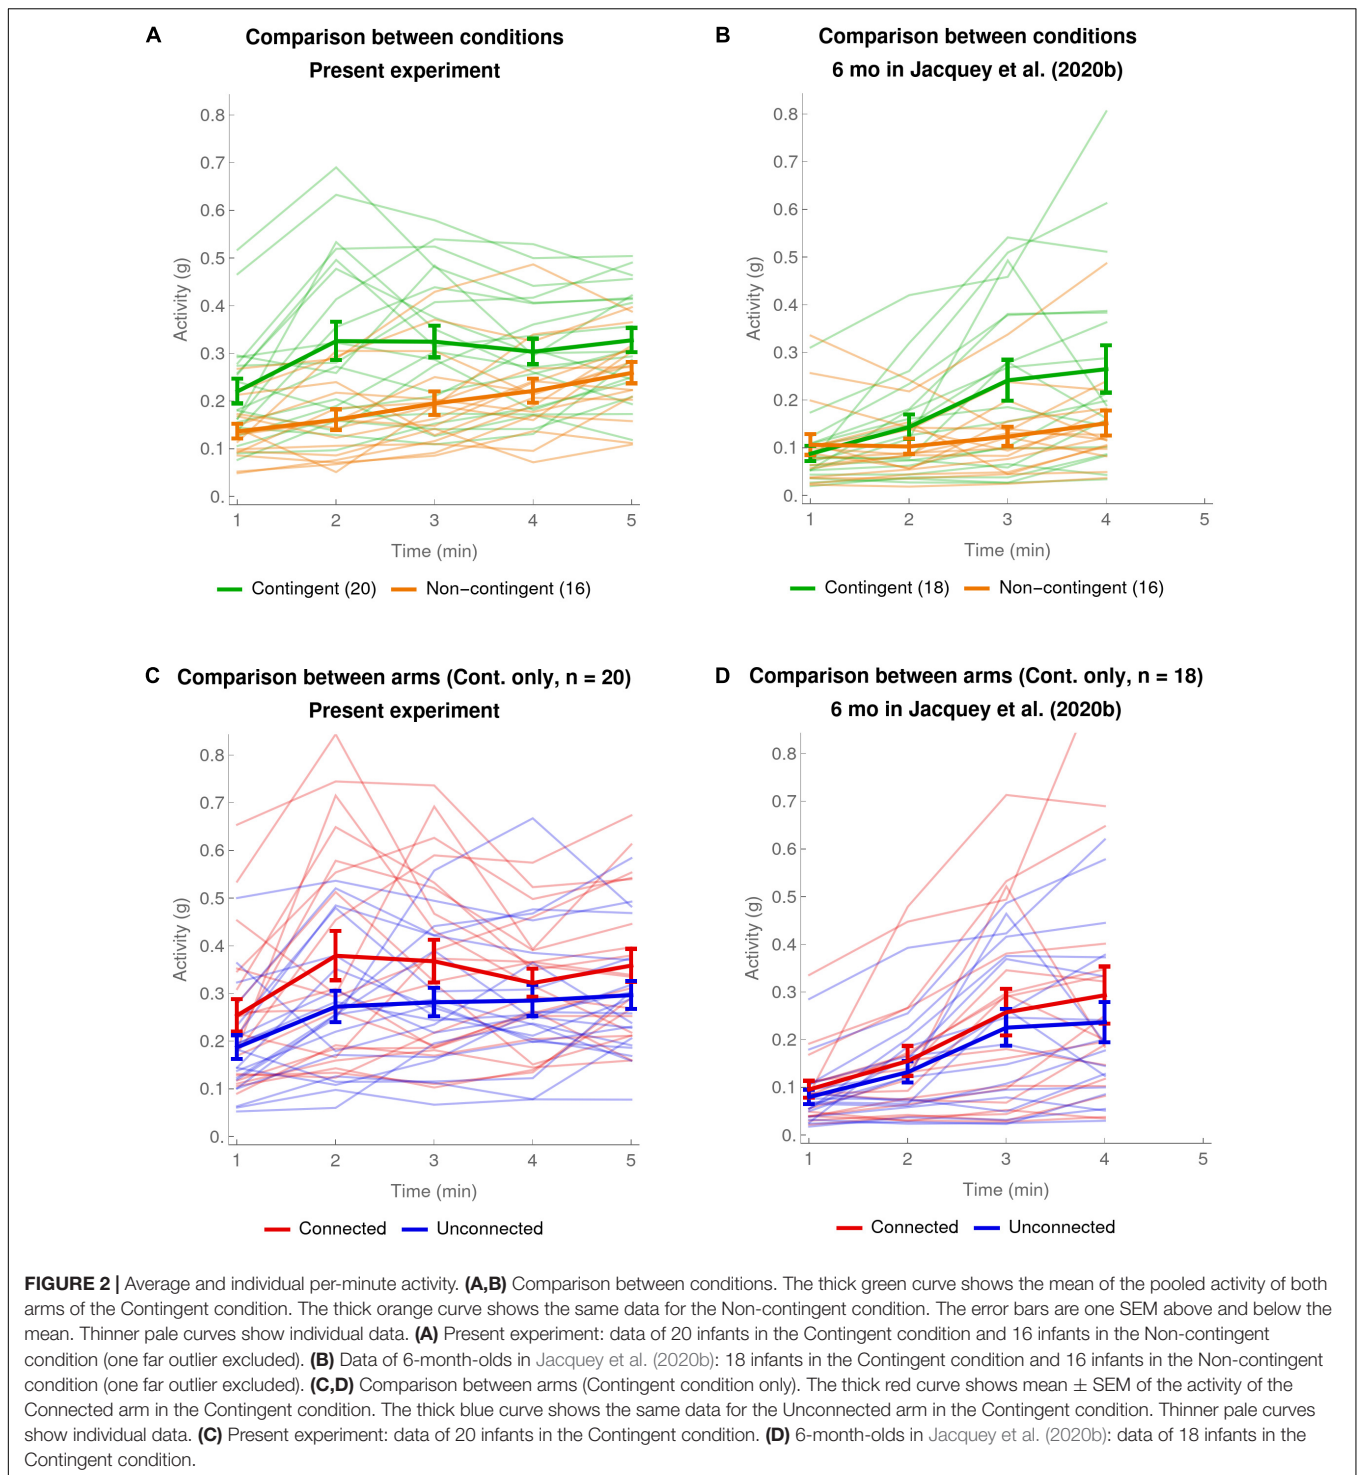 A
Comparison between conditions
Present experiment
0.8
0.7
0.6
0.5
0.4
0.3
0.2
0.1
0.
Activity (g)
1 2 3 4 5
Time (min)
Contingent (20) Non−contingent (16)
B
Comparison between conditions
6 mo in Jacquey et al. (2020b)
0.8
0.7
0.6
0.5
0.4
0.3
0.2
0.1
0.
Activity (g)
1 2 3 4 5
Time (min)
Contingent (18) Non−contingent (16)
C Comparison between arms (Cont. only, n = 20)
Present experiment
0.8
0.7
0.6
0.5
0.4
0.3
0.2
0.1
0.
Activity (g)
1 2 3 4 5
Time (min)
Connected Unconnected
D Comparison between arms (Cont. only, n = 18)
6 mo in Jacquey et al. (2020b)
0.8
0.7
0.6
0.5
0.4
0.3
0.2
0.1
0.
Activity (g)
1 2 3 4 5
Time (min)
Connected Unconnected
FIGURE 2 | Average and individual per-minute activity. (A,B) Comparison between conditions. The thick green curve shows the mean of the pooled activity of both
arms of the Contingent condition. The thick orange curve shows the same data for the Non-contingent condition. The error bars are one SEM above and below the
mean. Thinner pale curves show individual data. (A) Present experiment: data of 20 infants in the Contingent condition and 16 infants in the Non-contingent
condition (one far outlier excluded). (B) Data of 6-month-olds in Jacquey et al. (2020b): 18 infants in the Contingent condition and 16 infants in the Non-contingent
condition (one far outlier excluded). (C,D) Comparison between arms (Contingent condition only). The thick red curve shows mean ± SEM of the activity of the
Connected arm in the Contingent condition. The thick blue curve shows the same data for the Unconnected arm in the Contingent condition. Thinner pale curves
show individual data. (C) Present experiment: data of 20 infants in the Contingent condition. (D) 6-month-olds in Jacquey et al. (2020b): data of 18 infants in the
Contingent condition.